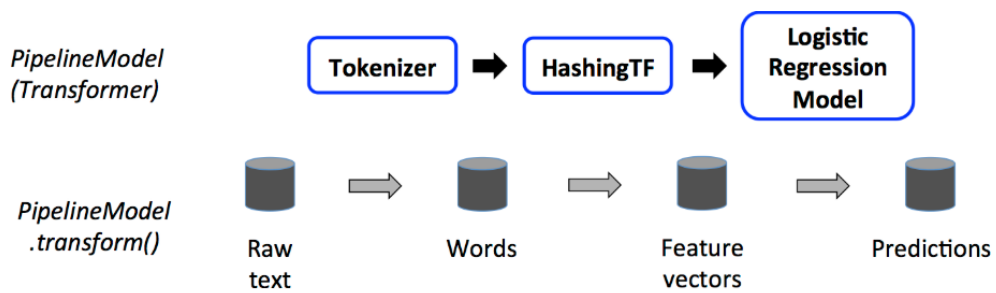 PipelineModel
(Transformer)
Tokenizer
HashingTF
Logistic
Regression
Model
PipelineModel
.transform()
Raw
text
Words
Feature
vectors
Predictions